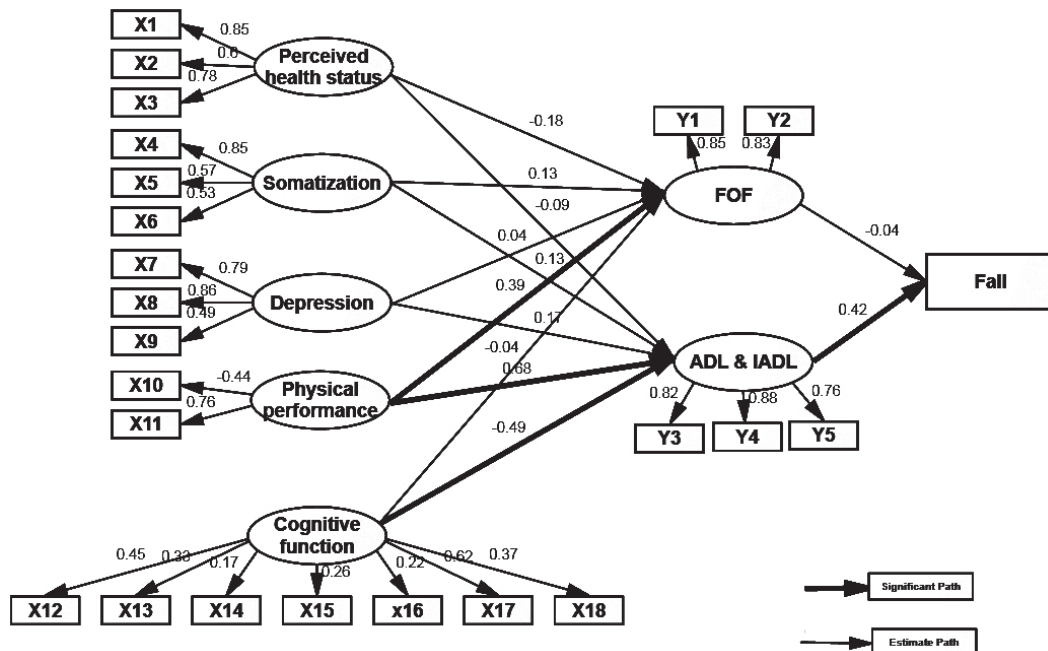 X1
0.85
X2
0.6
X3
0.78
Perceived
health status
X4
0.85
X5
0.57
X6
0.53
Somatization
X7
0.79
X8
0.86
X9
0.49
Depression
X10
-0.44
X11
0.76
Physical
performance
Cognitive
function
0.45
0.33
0.17
0.26
0.22
0.62
0.37
X12
X13
X14
X15
x16
X17
X18
-0.18
0.13
-0.09
0.04
0.13
0.39
0.17
-0.04
0.68
-0.49
Y1
Y2
0.85
0.83
FOF
-0.04
Fall
0.42
ADL & IADL
0.82
0.88
0.76
Y3
Y4
Y5
Significant Path
Estimate Path